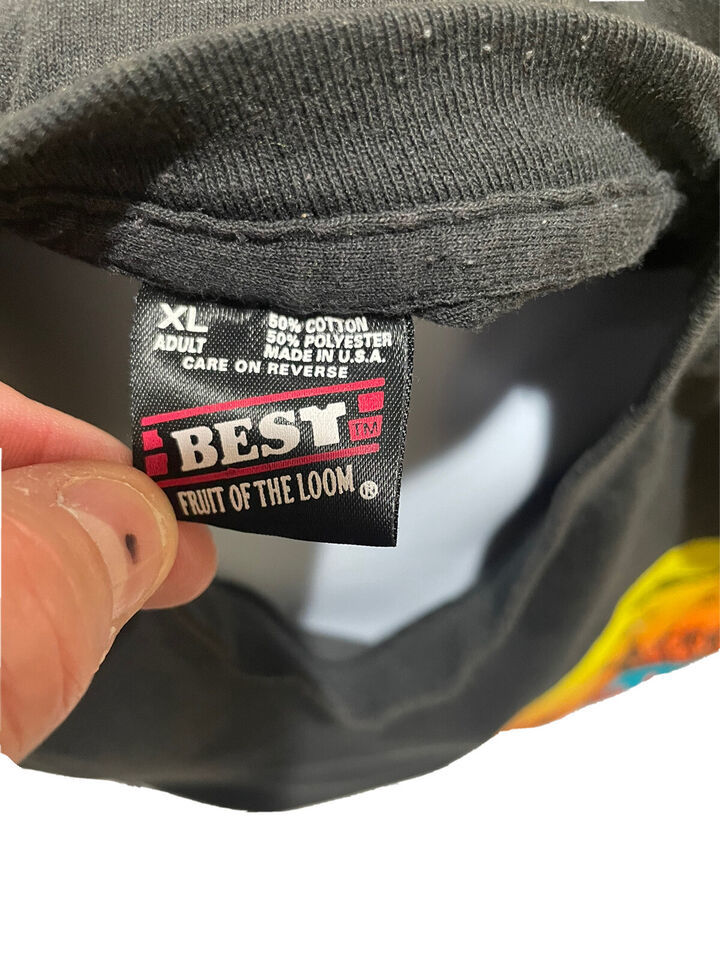 XL
ADULT
50% COTTON
50% POLYESTER
MADE IN U.S.A.
CARE ON REVERSE
BEST TM
FRUIT OF THE LOOM ®